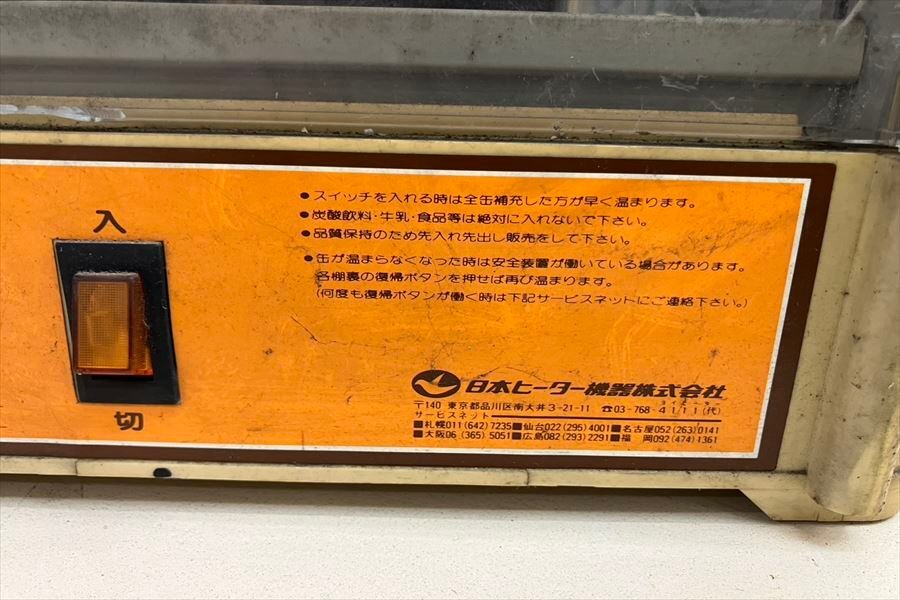 入
切
●スイッチを入れる時は全缶補充した方が早く温まります。
●炭酸飲料・牛乳・食品等は絶対に入れないで下さい。
●品質保持のため先入れ先出し販売をして下さい。
●缶が温まらなくなった時は安全装置が働いている場合があります。
各棚裏の復帰ボタンを押せば再び温まります。
(何度も復帰ボタンが働く時は下記サービスネットにご連絡下さい。)
日本ヒーター機器株式会社
〒140 東京都品川区南大井3-21-11 ☎03-768-4111(代)
サービスネット
■札幌011(642)7235■仙台022(295)4001■名古屋052(263)0141
■大阪06(365)5051■広島082(293)2291■福 岡092(474)1361